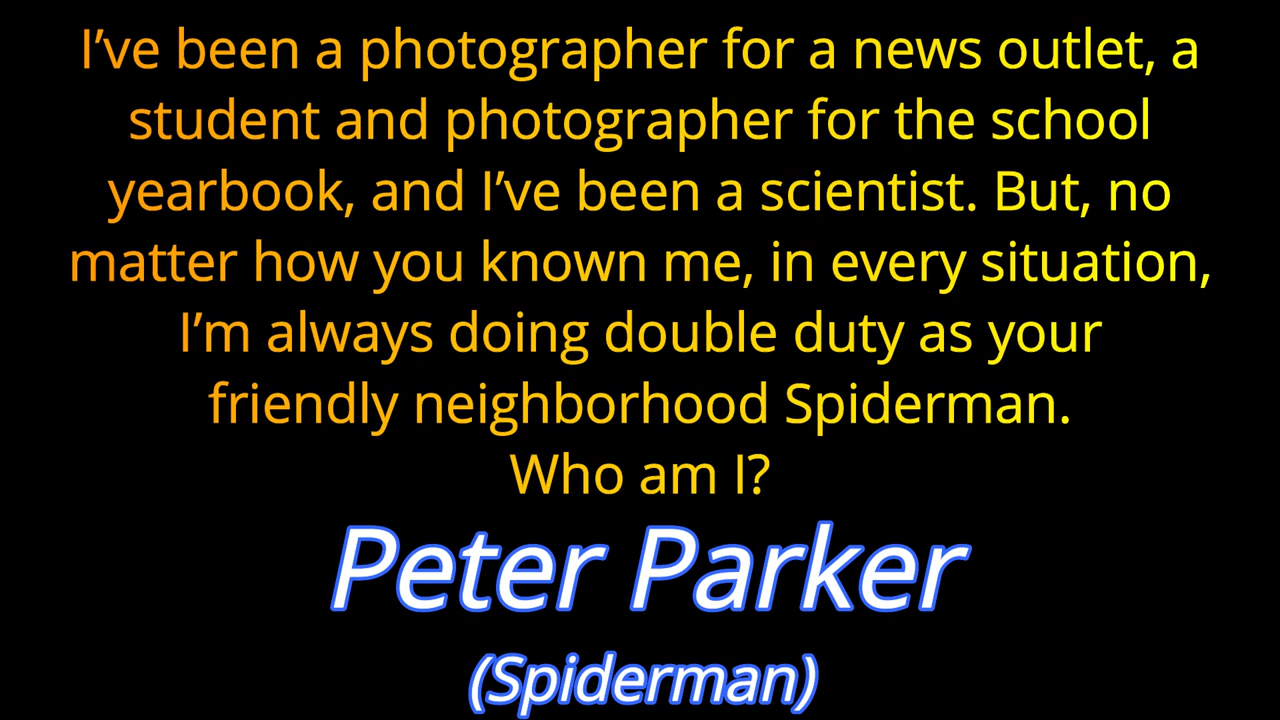 I’ve been a photographer for a news outlet, a
student and photographer for the school
yearbook, and I’ve been a scientist. But, no
matter how you known me, in every situation,
I’m always doing double duty as your
friendly neighborhood Spiderman.
Who am I?
Peter Parker
(Spiderman)